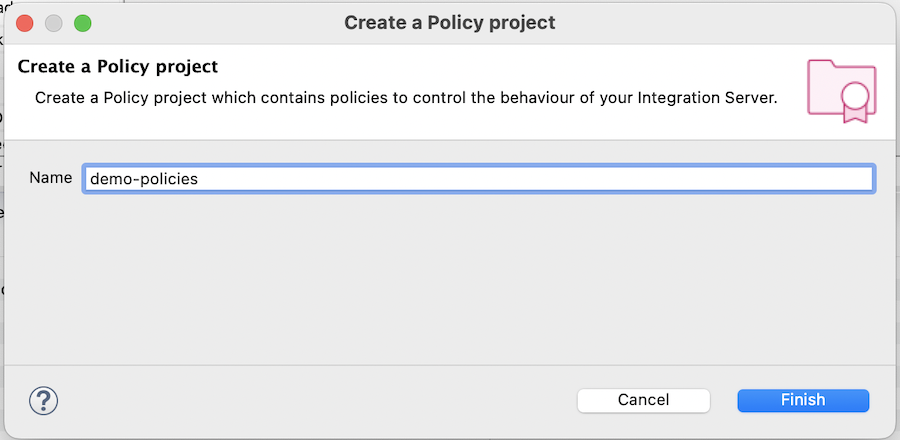 Create a Policy project
Create a Policy project
Create a Policy project which contains policies to control the behaviour of your Integration Server.
Name demo-policies
?
Cancel Finish